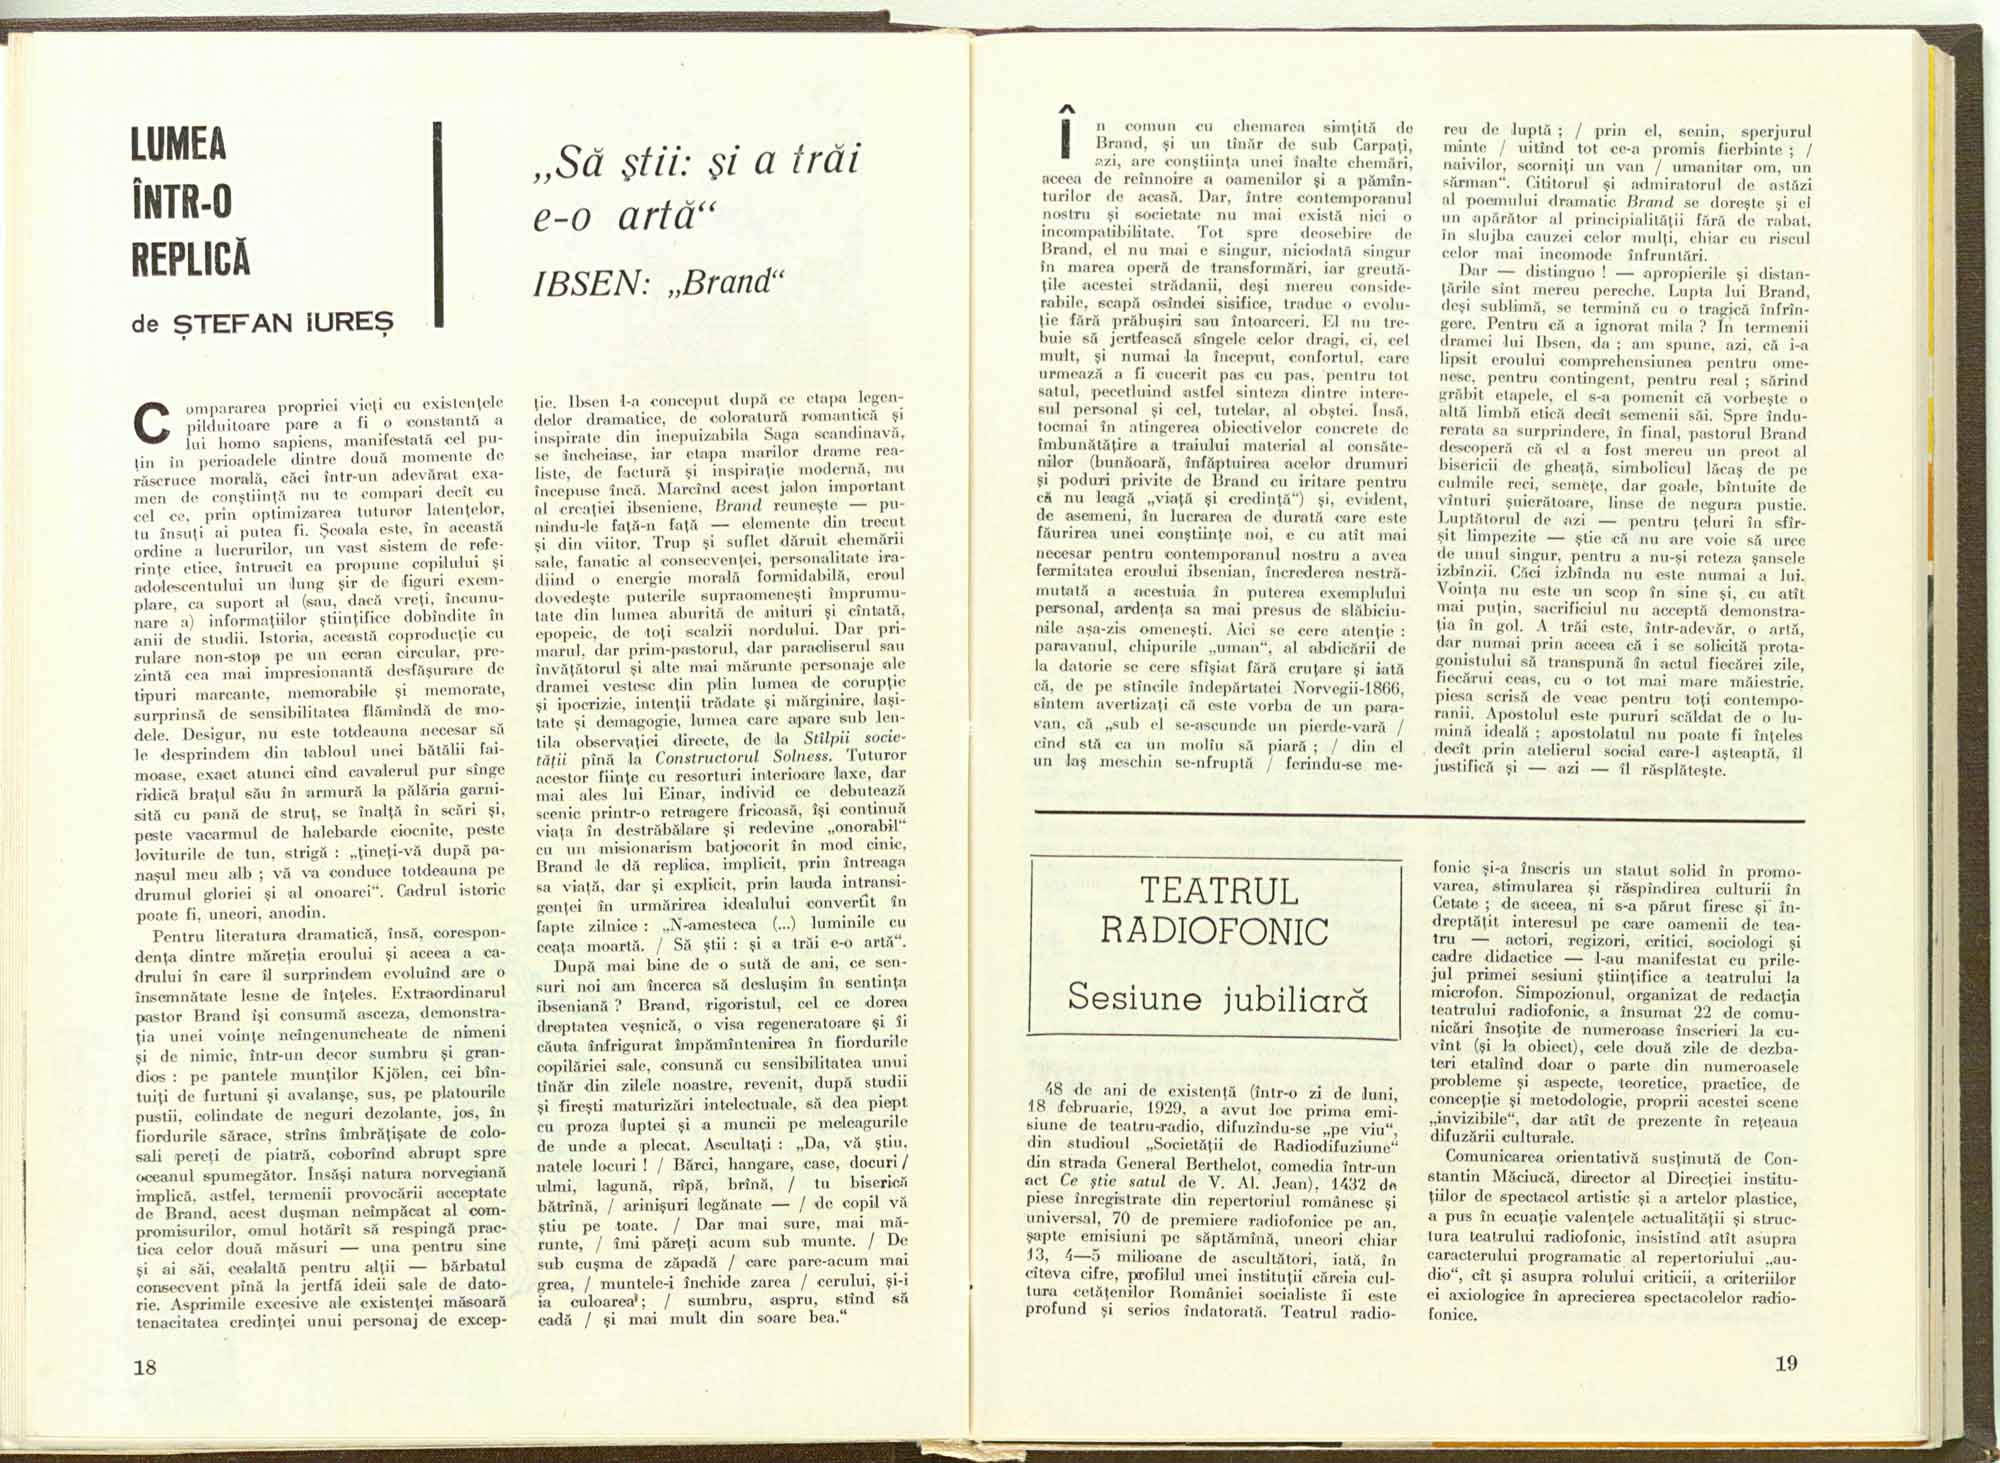 LUMEA
ÎNTR-O
REPLICĂ
de ȘTEFAN IUREȘ
„Să știi: și a trăi
e-o artă“
IBSEN: „Brand“
Compararea propriei vieți cu existențele
pilduitoare pare a fi o constantă a
lui homo sapiens, manifestată cel pu-
țin în perioadele dintre două momente de
răscruce morală, căci într-un adevărat exa-
men de conștiință nu te compari decît cu
cel ce, prin optimizarea tuturor latențelor,
tu însuți ai putea fi. Școala este, în această
ordine a lucrurilor, un vast sistem de refe-
rințe etice, întrucît ea propune copilului și
adolescentului un lung șir de figuri exem-
plare, ca suport al (sau, dacă vreți, încunu-
nare a) informațiilor științifice dobîndite în
anii de studii. Istoria, această coproducție cu
rulare non-stop pe un ecran circular, pre-
zintă cea mai impresionantă desfășurare de
tipuri marcante, memorabile și memorate,
surprinsă de sensibilitatea flămîndă de mo-
dele. Desigur, nu este totdeauna necesar să
le desprindem din tabloul unei bătălii fai-
moase, exact atunci cînd cavalerul pur sînge
ridică brațul său în armură la pălăria garni-
sită cu pană de struț, se înalță în scări și,
peste vacarmul de halebarde ciocnite, peste
loviturile de tun, strigă : „țineți-vă după pa-
nașul meu alb ; vă va conduce totdeauna pe
drumul gloriei și al onoarei“. Cadrul istoric
poate fi, uneori, anodin.
Pentru literatura dramatică, însă, corespon-
dența dintre măreția eroului și aceea a ca-
drului în care îl surprindem evoluînd are o
însemnătate lesne de înțeles. Extraordinarul
pastor Brand își consumă asceza, demonstra-
ția unei voințe neîngenuncheate de nimeni
și de nimic, într-un decor sumbru și gran-
dios : pe pantele munților Kjölen, cei bîn-
tuiți de furtuni și avalanșe, sus, pe platourile
pustii, colindate de neguri dezolante, jos, în
fiordurile sărace, strîns îmbrățișate de colo-
sali pereți de piatră, coborînd abrupt spre
oceanul spumegător. Însăși natura norvegiană
implică, astfel, termenii provocării acceptate
de Brand, acest dușman neîmpăcat al com-
promisurilor, omul hotărît să respingă prac-
tica celor două măsuri — una pentru sine
și ai săi, cealaltă pentru alții — bărbatul
consecvent pînă la jertfă ideii sale de dato-
rie. Asprimile excesive ale existenței măsoară
tenacitatea credinței unui personaj de excep-
ție. Ibsen l-a conceput după ce etapa legen-
delor dramatice, de coloratură romantică și
inspirate din inepuizabila Saga scandinavă,
se încheiase, iar etapa marilor drame rea-
liste, de factură și inspirație modernă, nu
începuse încă. Marcînd acest jalon important
al creației ibseniene, Brand reunește — pu-
nindu-le față-n față — elemente din trecut
și din viitor. Trup și suflet dăruit chemării
sale, fanatic al consecvenței, personalitate ira-
diind o energie morală formidabilă, eroul
dovedește puterile supraomenești împrumu-
tate din lumea aburită de mituri și cîntată,
epopeic, de toți scalzii nordului. Dar pri-
marul, dar prim-pastorul, dar paracliserul sau
învățătorul și alte mai mărunte personaje ale
dramei vestesc din plin lumea de corupție
și ipocrizie, intenții trădate și mărginire, lași-
tate și demagogie, lumea care apare sub len-
tila observației directe, de la Stîlpii socie-
tății pînă la Constructorul Solness. Tuturor
acestor ființe cu resorturi interioare laxe, dar
mai ales lui Einar, individ ce debutează
scenic printr-o retragere fricoasă, își continuă
viața în destrăbălare și redevine „onorabil“
cu un misionarism batjocorit în mod cinic,
Brand le dă replica, implicit, prin întreaga
sa viață, dar și explicit, prin lauda intransi-
genței în urmărirea idealului convertit în
fapte zilnice : „N-amesteca (...) luminile cu
ceața moartă. / Să știi : și a trăi e-o artă“.
După mai bine de o sută de ani, ce sen-
suri noi am încerca să deslușim în sentința
ibseniană ? Brand, rigoristul, cel ce dorea
dreptatea veșnică, o visa regeneratoare și îi
căuta înfrigurat împămîntenirea în fiordurile
copilăriei sale, consună cu sensibilitatea unui
tînăr din zilele noastre, revenit, după studii
și firești maturizări intelectuale, să dea piept
cu proza luptei și a muncii pe meleagurile
de unde a plecat. Ascultați : „Da, vă știu,
natele locuri ! / Bărci, hangare, case, docuri /
ulmi, lagună, rîpă, brînă, / tu biserică
bătrînă, / arinișuri legănate — / de copil vă
știu pe toate. / Dar mai sure, mai mă-
runte, / îmi păreți acum sub munte. / De
sub cușma de zăpadă / care pare-acum mai
grea, / muntele-i închide zarea / cerului, și-i
ia culoarea ; / sumbru, aspru, stînd să
cadă / și mai mult din soare bea.“
18
În comun cu chemarea simțită de
Brand, și un tînăr de sub Carpați,
azi, are conștiința unei înalte chemări,
aceea de reînnoire a oamenilor și a pămîn-
turilor de acasă. Dar, între contemporanul
nostru și societate nu mai există nici o
incompatibilitate. Tot spre deosebire de
Brand, el nu mai e singur, niciodată singur
în marea operă de transformări, iar greută-
țile acestei strădanii, deși mereu conside-
rabile, scapă osîndei sisifice, traduc o evolu-
ție fără prăbușiri sau întoarceri. El nu tre-
buie să jertfească sîngele celor dragi, ci, cel
mult, și numai la început, confortul, care
urmează a fi cucerit pas cu pas, pentru tot
satul, pecetluind astfel sinteza dintre intere-
sul personal și cel, tutelar, al obștei. Însă,
tocmai în atingerea obiectivelor concrete de
îmbunătățire a traiului material al consăte-
nilor (bunăoară, înfăptuirea acelor drumuri
și poduri privite de Brand cu iritare pentru
că nu leagă „viață și credință“) și, evident,
de asemeni, în lucrarea de durată care este
făurirea unei conștiințe noi, e cu atît mai
necesar pentru contemporanul nostru a avea
fermitatea eroului ibsenian, încrederea nestră-
mutată a acestuia în puterea exemplului
personal, ardența sa mai presus de slăbiciu-
nile așa-zis omenești. Aici se cere atenție :
paravanul, chipurile „uman“, al abdicării de
la datorie se cere sfîșiat fără cruțare și iată
că, de pe stîncile îndepărtatei Norvegii-1866,
sîntem avertizați că este vorba de un para-
van, că „sub el se-ascunde un pierde-vară /
cînd stă ca un molîu să piară ; / din el
un laș meschin se-nfruptă / ferindu-se me-
reu de luptă ; / prin el, senin, sperjurul
minte / uitînd tot ce-a promis fierbinte ; /
naivilor, scorniți un van / umanitar om, un
sărman“. Cititorul și admiratorul de astăzi
al poemului dramatic Brand se dorește și el
un apărător al principialității fără de rabat,
în slujba cauzei celor mulți, chiar cu riscul
celor mai incomode înfruntări.
Dar — distinguo ! — apropierile și distan-
țările sînt mereu pereche. Lupta lui Brand,
deși sublimă, se termină cu o tragică înfrîn-
gere. Pentru că a ignorat mila ? În termenii
dramei lui Ibsen, da ; am spune, azi, că i-a
lipsit eroului comprehensiunea pentru ome-
nesc, pentru contingent, pentru real ; sărind
grăbit etapele, el s-a pomenit că vorbește o
altă limbă etică decît semenii săi. Spre îndu-
rerata sa surprindere, în final, pastorul Brand
descoperă că el a fost mereu un preot al
bisericii de gheață, simbolicul lăcaș de pe
culmile reci, semețe, dar goale, bîntuite de
vînturi șuierătoare, linse de negura pustie.
Luptătorul de azi — pentru țeluri în sfîr-
șit limpezite — știe că nu are voie să urce
de unul singur, pentru a nu-și reteza șansele
izbînzii. Căci izbînda nu este numai a lui.
Voința nu este un scop în sine și, cu atît
mai puțin, sacrificiul nu acceptă demonstra-
ția în gol. A trăi este, într-adevăr, o artă,
dar numai prin aceea că i se solicită prota-
gonistului să transpună în actul fiecărei zile,
fiecărui ceas, cu o tot mai mare măiestrie,
piesa scrisă de veac pentru toți contempo-
ranii. Apostolul este pururi scăldat de o lu-
mină ideală ; apostolatul nu poate fi înțeles
decît prin atelierul social care-l așteaptă, îl
justifică și — azi — îl răsplătește.
TEATRUL
RADIOFONIC
Sesiune jubiliară
48 de ani de existență (într-o zi de luni,
18 februarie, 1929, a avut loc prima emi-
siune de teatru-radio, difuzîndu-se „pe viu“,
din studioul „Societății de Radiodifuziune“
din strada General Berthelot, comedia într-un
act Ce știe satul de V. Al. Jean), 1432 de
piese înregistrate din repertoriul românesc și
universal, 70 de premiere radiofonice pe an,
șapte emisiuni pe săptămînă, uneori chiar
13, 4—5 milioane de ascultători, iată, în
cîteva cifre, profilul unei instituții căreia cul-
tura cetățenilor României socialiste îi este
profund și serios îndatorată. Teatrul radio-
fonic și-a înscris un statut solid în promo-
varea, stimularea și răspîndirea culturii în
Cetate ; de aceea, ni s-a părut firesc și în-
dreptățit interesul pe care oamenii de tea-
tru — actori, regizori, critici, sociologi și
cadre didactice — l-au manifestat cu prile-
jul primei sesiuni științifice a teatrului la
microfon. Simpozionul, organizat de redacția
teatrului radiofonic, a însumat 22 de comu-
nicări însoțite de numeroase înscrieri la cu-
vînt (și la obiect), cele două zile de dezba-
teri etalînd doar o parte din numeroasele
probleme și aspecte, teoretice, practice, de
concepție și metodologie, proprii acestei scene
„invizibile“, dar atît de prezente în rețeaua
difuzării culturale.
Comunicarea orientativă susținută de Con-
stantin Măciucă, director al Direcției institu-
țiilor de spectacol artistic și a artelor plastice,
a pus în ecuație valențele actualității și struc-
tura teatrului radiofonic, insistînd atît asupra
caracterului programatic al repertoriului „au-
dio“, cît și asupra rolului criticii, a criteriilor
ei axiologice în aprecierea spectacolelor radio-
fonice.
19